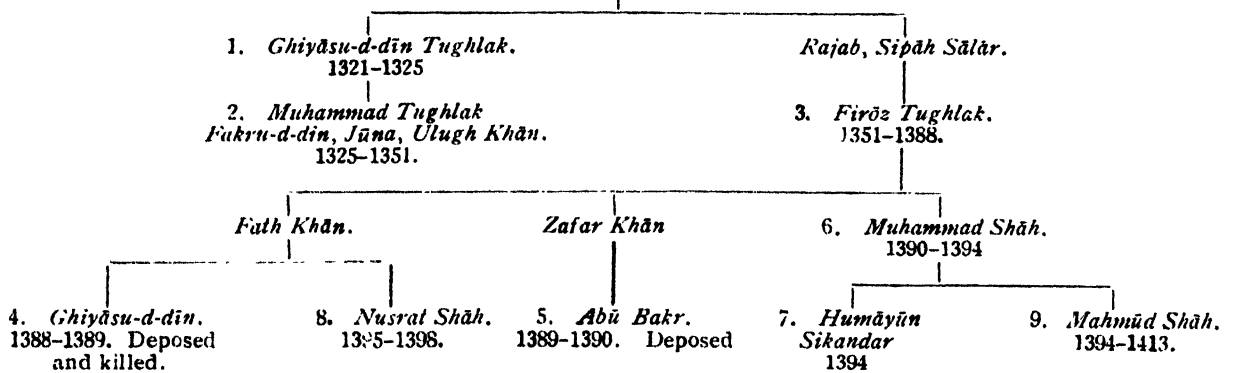 1. Ghiyāsu-d-dīn Tughlak.
1321–1325
Rajab, Sipāh Sālār.
2. Muhammad Tughlak
Fakru-d-dīn, Jūna, Ulugh Khān.
1325–1351.
3. Firōz Tughlak.
1351–1388.
Fath Khān.
Zafar Khān
6. Muhammad Shāh.
1390–1394
4. Ghiyāsu-d-dīn.
1388–1389. Deposed
and killed.
8. Nusrat Shāh.
1395–1398.
5. Abū Bakr.
1389–1390. Deposed
7. Humāyūn
Sikandar
1394
9. Mahmūd Shāh.
1394–1413.